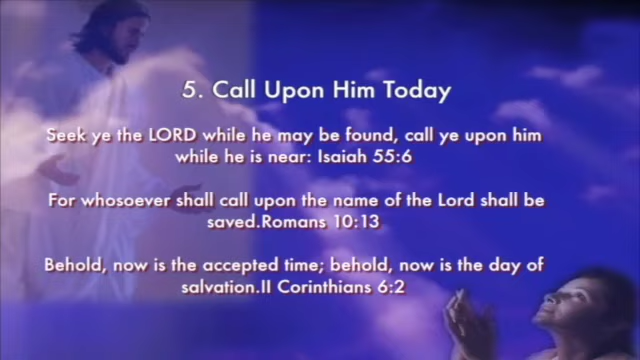 5. Call Upon Him Today
Seek ye the LORD while he may be found, call ye upon him
while he is near: Isaiah 55:6
For whosoever shall call upon the name of the Lord shall be
saved.Romans 10:13
Behold, now is the accepted time; behold, now is the day of
salvation.II Corinthians 6:2